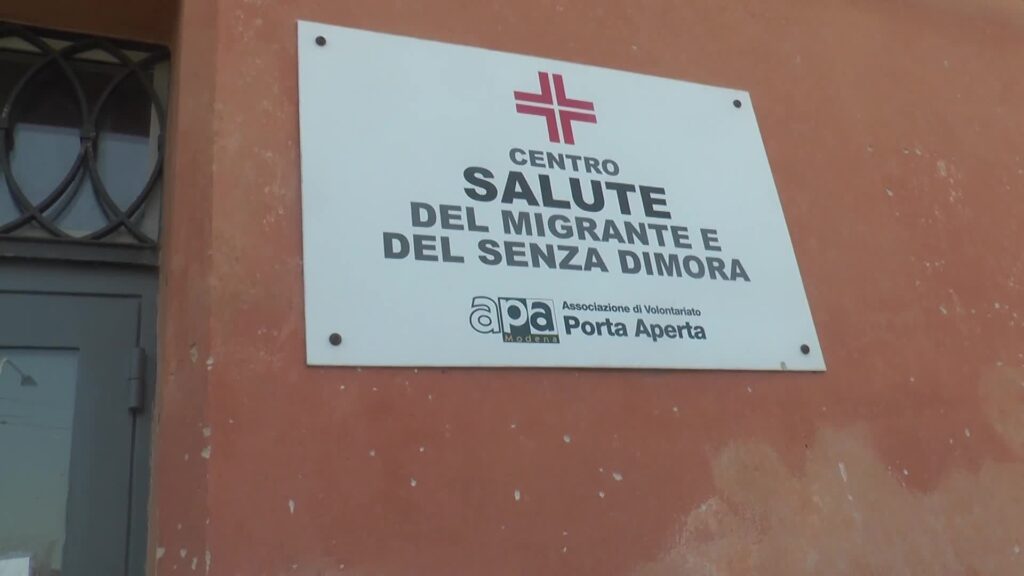 CENTRO
SALUTE
DEL MIGRANTE E
DEL SENZA DIMORA
apa
Modena
Associazione di Volontariato
Porta Aperta